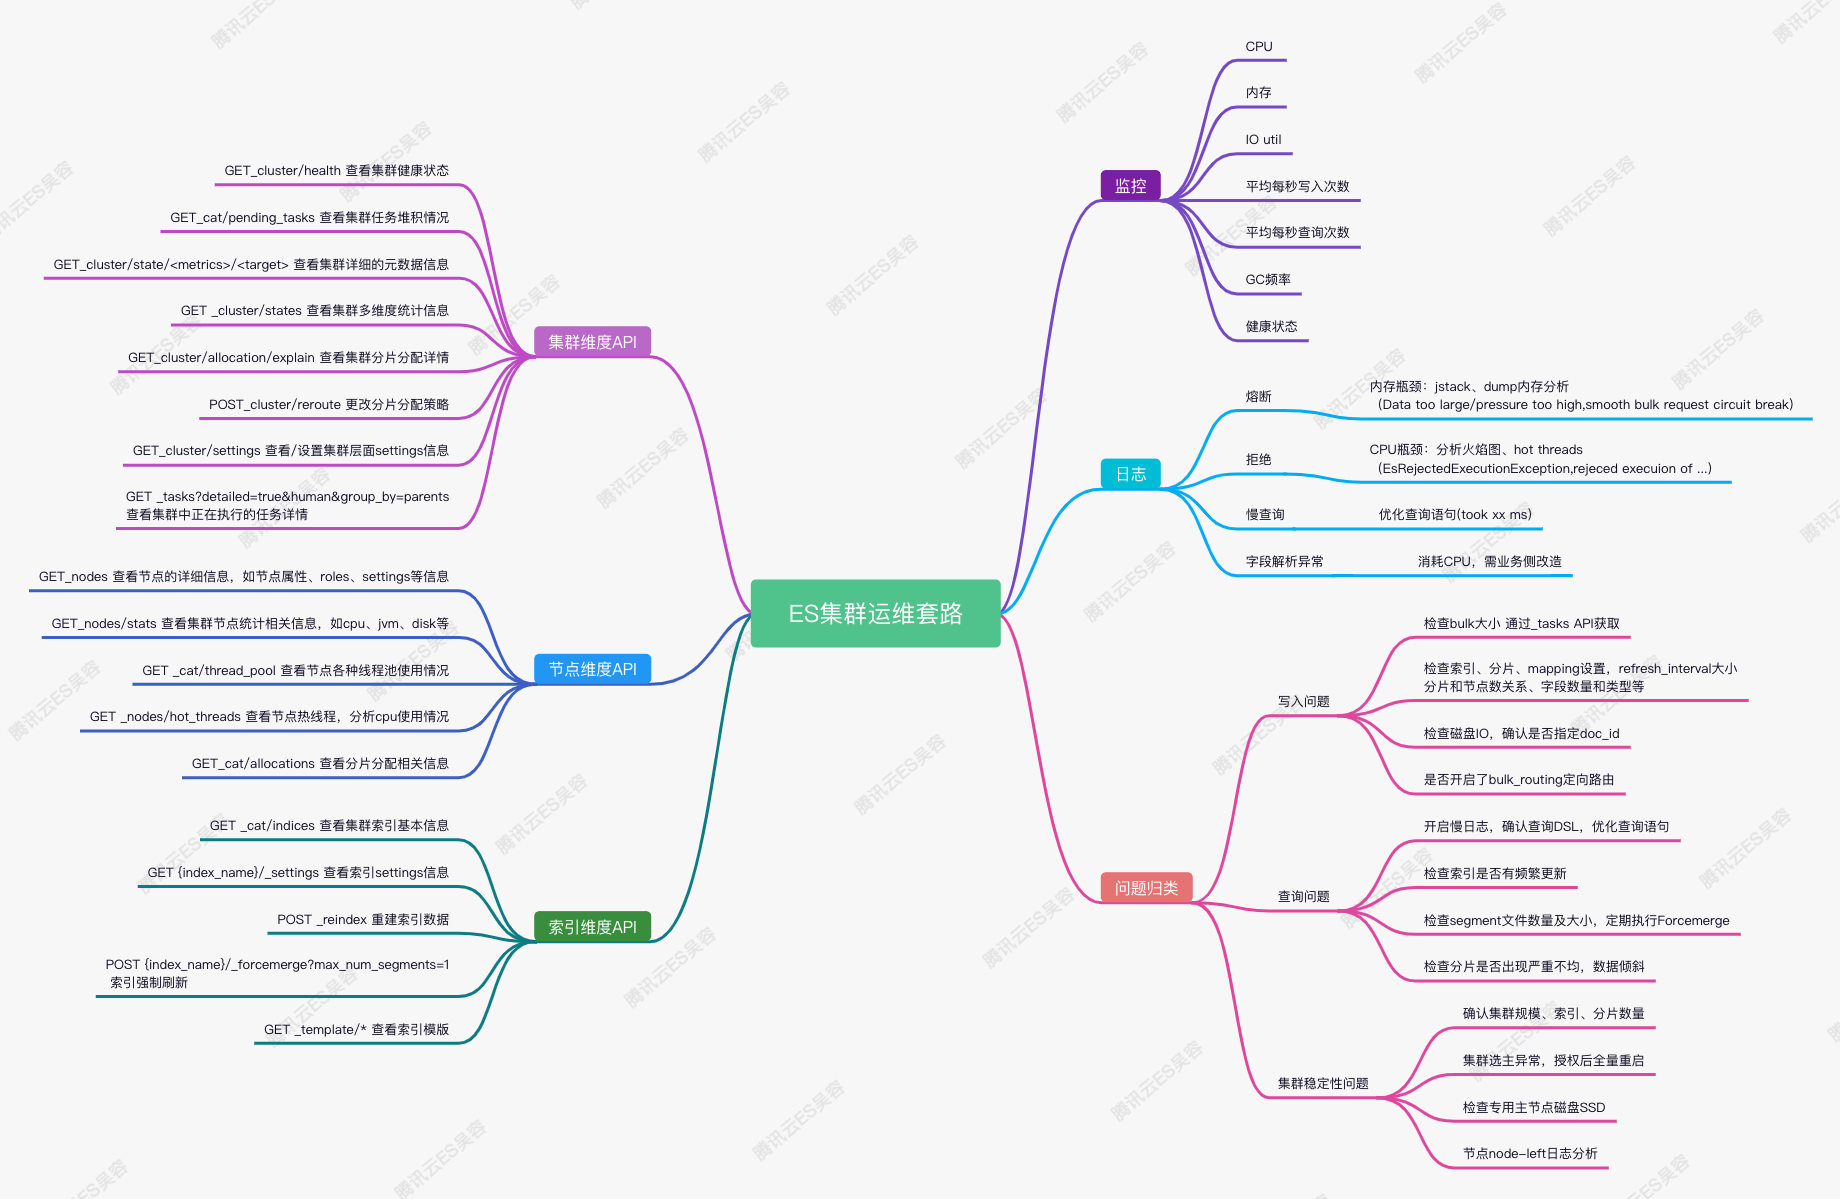 ES集群运维套路
集群维度API
GET_cluster/health 查看集群健康状态
GET_cat/pending_tasks 查看集群任务堆积情况
GET_cluster/state/<metrics>/<target> 查看集群详细的元数据信息
GET _cluster/states 查看集群多维度统计信息
GET_cluster/allocation/explain 查看集群分片分配详情
POST_cluster/reroute 更改分片分配策略
GET_cluster/settings 查看/设置集群层面settings信息
GET _tasks?detailed=true&human&group_by=parents
查看集群中正在执行的任务详情
节点维度API
GET_nodes 查看节点的详细信息，如节点属性、roles、settings等信息
GET_nodes/stats 查看集群节点统计相关信息，如cpu、jvm、disk等
GET _cat/thread_pool 查看节点各种线程池使用情况
GET _nodes/hot_threads 查看节点热线程，分析cpu使用情况
GET_cat/allocations 查看分片分配相关信息
索引维度API
GET _cat/indices 查看集群索引基本信息
GET {index_name}/_settings 查看索引settings信息
POST _reindex 重建索引数据
POST {index_name}/_forcemerge?max_num_segments=1
索引强制刷新
GET _template/* 查看索引模版
监控
CPU
内存
IO util
平均每秒写入次数
平均每秒查询次数
GC频率
健康状态
日志
熔断
内存瓶颈：jstack、dump内存分析
（Data too large/pressure too high,smooth bulk request circuit break）
拒绝
CPU瓶颈：分析火焰图、hot threads
（EsRejectedExecutionException,rejeced execuion of ...）
慢查询
优化查询语句(took xx ms)
字段解析异常
消耗CPU，需业务侧改造
问题归类
写入问题
检查bulk大小 通过_tasks API获取
检查索引、分片、mapping设置，refresh_interval大小
分片和节点数关系、字段数量和类型等
检查磁盘IO，确认是否指定doc_id
是否开启了bulk_routing定向路由
查询问题
开启慢日志，确认查询DSL，优化查询语句
检查索引是否有频繁更新
检查segment文件数量及大小，定期执行Forcemerge
检查分片是否出现严重不均，数据倾斜
集群稳定性问题
确认集群规模、索引、分片数量
集群选主异常，授权后全量重启
检查专用主节点磁盘SSD
节点node-left日志分析
腾讯云ES吴容